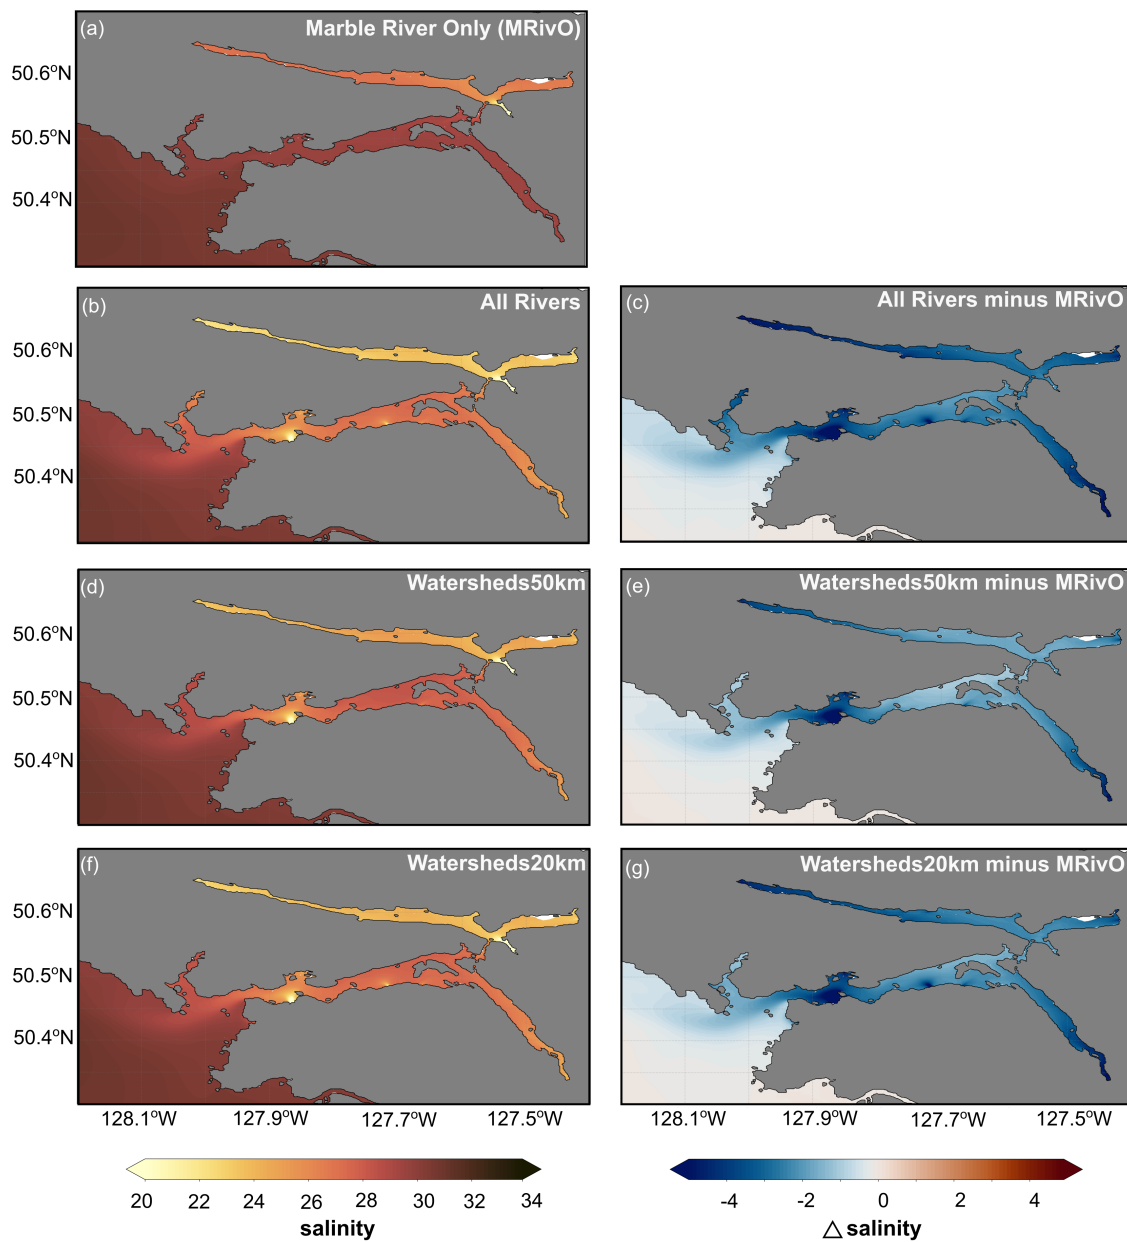 (a) Marble River Only (MRivO)
50.6°N
50.5°N
50.4°N
(b) All Rivers
(c) All Rivers minus MRivO
50.6°N
50.5°N
50.4°N
(d) Watersheds50km
(e) Watersheds50km minus MRivO
50.6°N
50.5°N
50.4°N
(f) Watersheds20km
(g) Watersheds20km minus MRivO
50.6°N
50.5°N
50.4°N
128.1°W 127.9°W 127.7°W 127.5°W
128.1°W 127.9°W 127.7°W 127.5°W
20 22 24 26 28 30 32 34
salinity
-4 -2 0 2 4
△ salinity